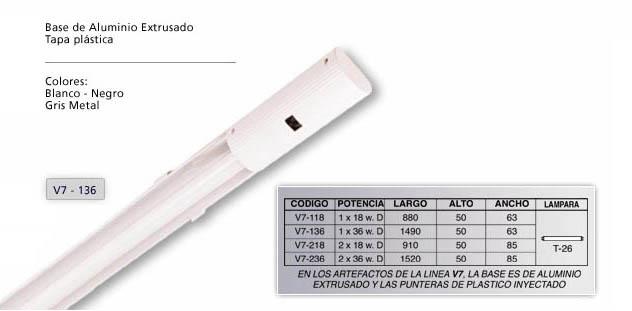 Base de Aluminio Extrusado
Tapa plástica
Colores:
Blanco - Negro
Gris Metal
V7 - 136
CODIGO POTENCIA LARGO ALTO ANCHO LAMPARA
V7-118 1 x 18 w. D 880 50 63
V7-136 1 x 36 w. D 1490 50 63
V7-218 2 x 18 w. D 910 50 85
V7-236 2 x 36 w. D 1520 50 85
T-26
EN LOS ARTEFACTOS DE LA LINEA V7, LA BASE ES DE ALUMINIO
EXTRUSADO Y LAS PUNTERAS DE PLASTICO INYECTADO